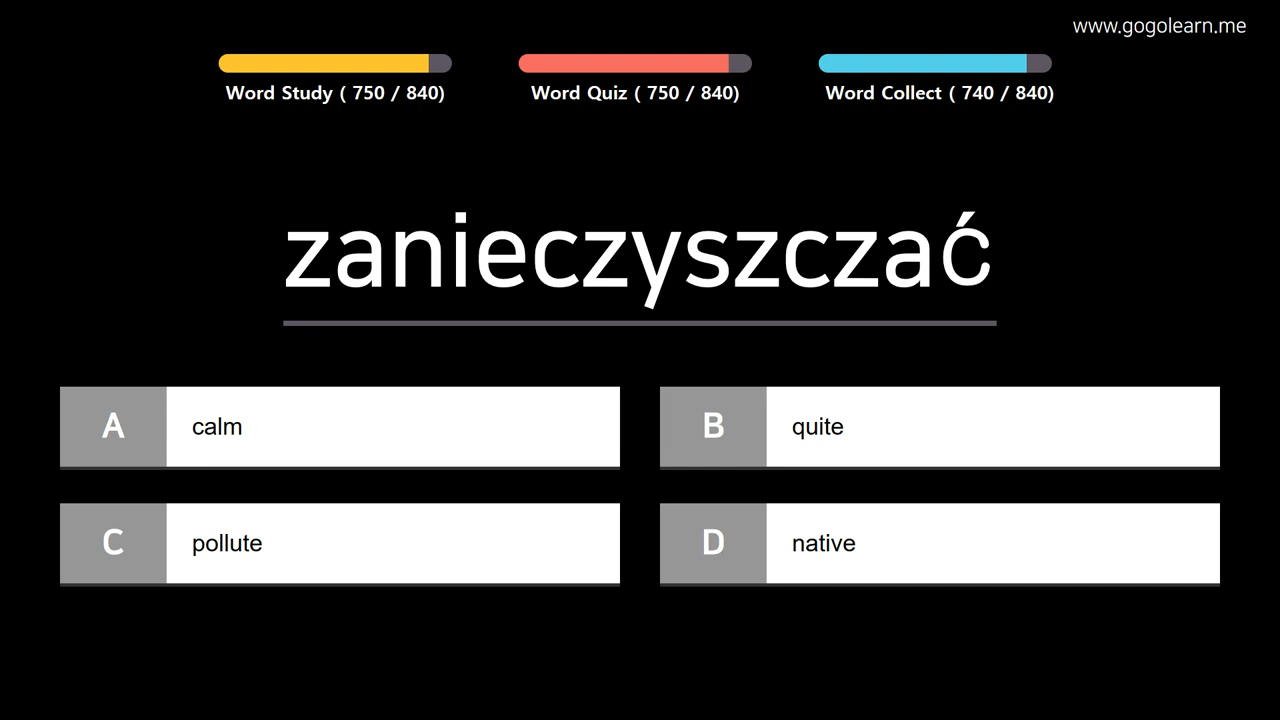 www.gogolearn.me
Word Study ( 750 / 840)
Word Quiz ( 750 / 840)
Word Collect ( 740 / 840)
zanieczyszczać
A calm
B quite
C pollute
D native